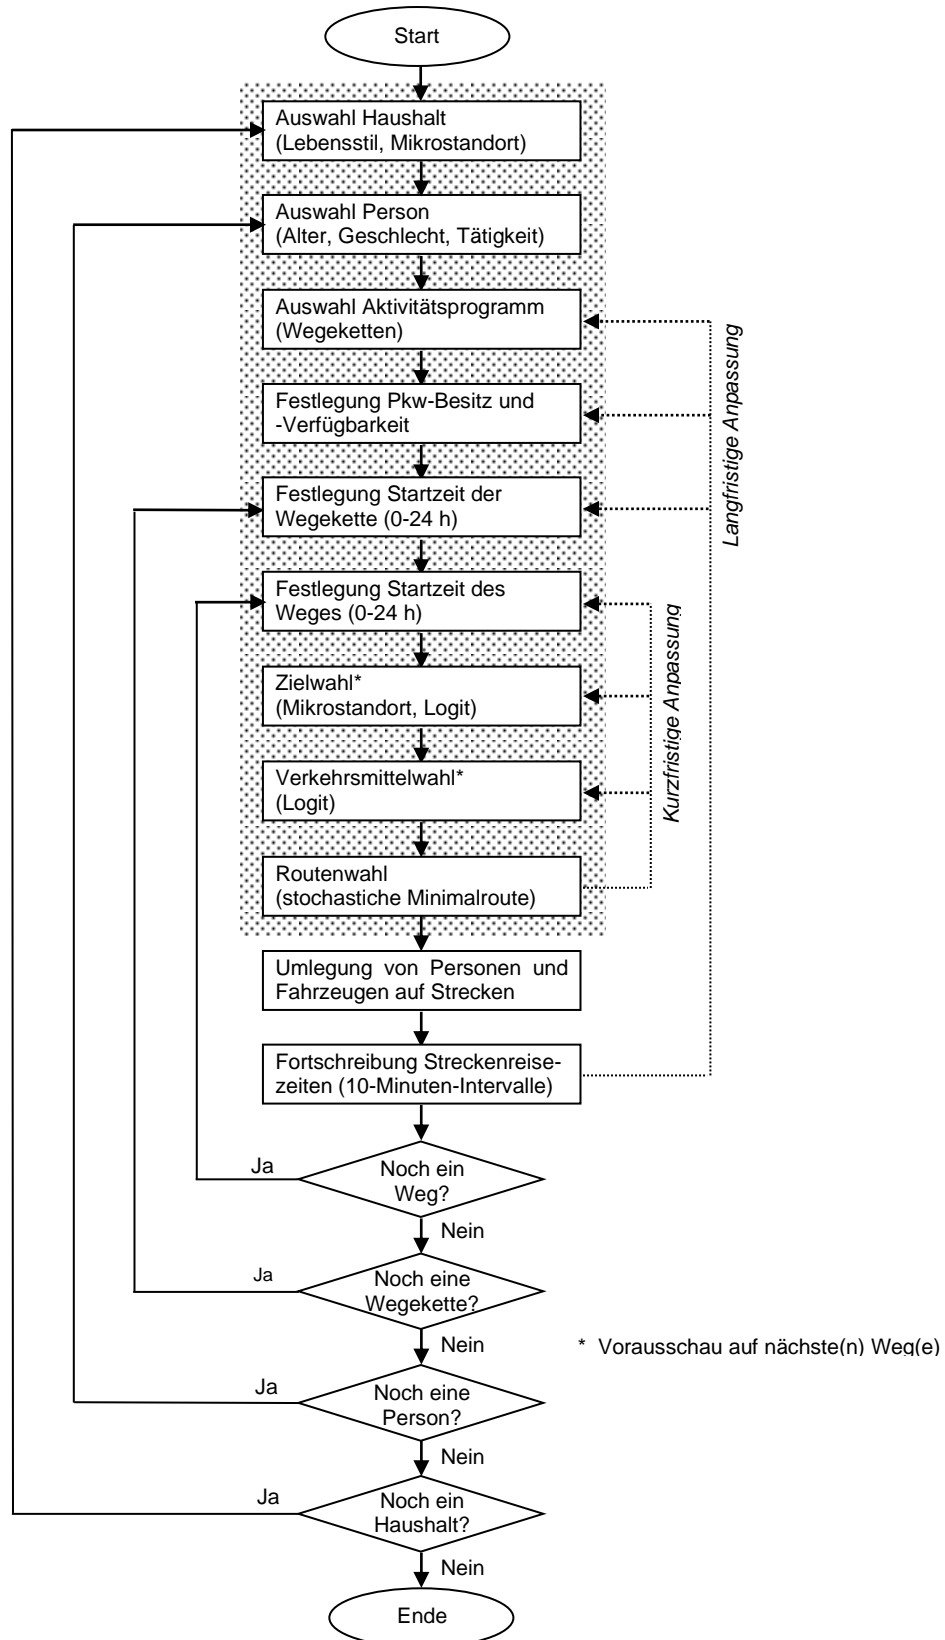 Start
Auswahl Haushalt
(Lebensstil, Mikrostandort)
Auswahl Person
(Alter, Geschlecht, Tätigkeit)
Auswahl Aktivitätsprogramm
(Wegeketten)
Festlegung Pkw-Besitz und
-Verfügbarkeit
Festlegung Startzeit der
Wegekette (0-24 h)
Festlegung Startzeit des
Weges (0-24 h)
Zielwahl*
(Mikrostandort, Logit)
Verkehrsmittelwahl*
(Logit)
Routenwahl
(stochastiche Minimalroute)
Kurzfristige Anpassung
Langfristige Anpassung
Umlegung von Personen und
Fahrzeugen auf Strecken
Fortschreibung Streckenreise-
zeiten (10-Minuten-Intervalle)
Noch ein
Weg?
Ja
Nein
Noch eine
Wegekette?
Ja
Nein
* Vorausschau auf nächste(n) Weg(e)
Noch eine
Person?
Ja
Nein
Noch ein
Haushalt?
Ja
Nein
Ende